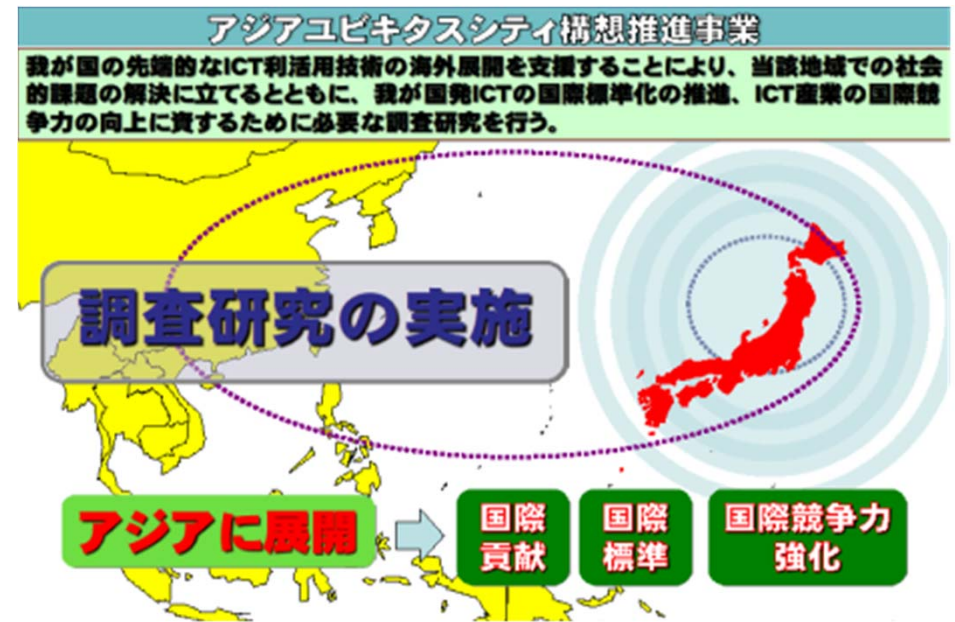 アジアユビキタスシティ構想推進事業
我が国の先端的なICT利活用技術の海外展開を支援することにより、当該地域での社会
的課題の解決に立てるとともに、我が国発ICTの国際標準化の推進、ICT産業の国際競
争力の向上に資するために必要な調査研究を行う。
調査研究の実施
アジアに展開
国際
貢献
国際
標準
国際競争力
強化